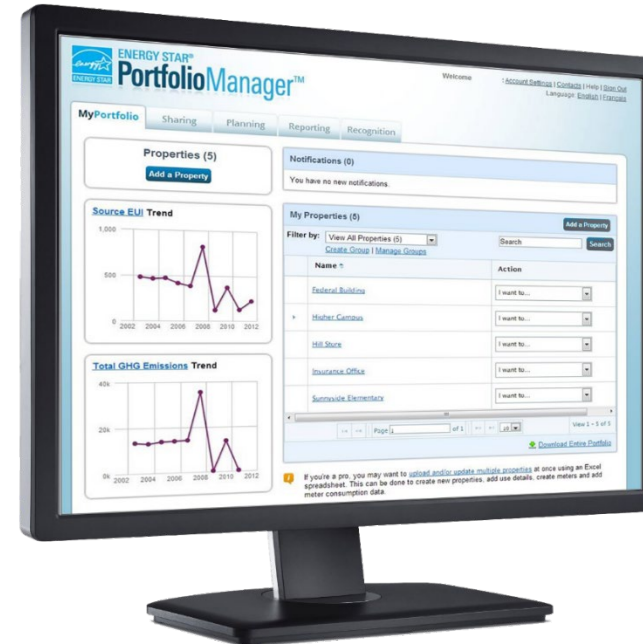 ENERGY STAR
ENERGY STAR®
PortfolioManager™
Welcome
: Account Settings | Contacts | Help | Sign Out
Language: English | Français
MyPortfolio
Sharing
Planning
Reporting
Recognition
Properties (5)
Add a Property
Source EUI Trend
1,000
500
0
2002 2004 2006 2008 2010 2012
Total GHG Emissions Trend
40k
20k
0k
2002 2004 2006 2008 2010 2012
Notifications (0)
You have no new notifications.
My Properties (5)
Add a Property
Filter by: View All Properties (5)
Search
Search
Create Group | Manage Groups
Name
Action
Federal Building
I want to...
Higher Campus
I want to...
Hill Store
I want to...
Insurance Office
I want to...
Sunnyside Elementary
I want to...
Page 1 of 1
10
View 1 - 5 of 5
Download Entire Portfolio
If you're a pro, you may want to upload and/or update multiple properties at once using an Excel
spreadsheet. This can be done to create new properties, add use details, create meters and add
meter consumption data.